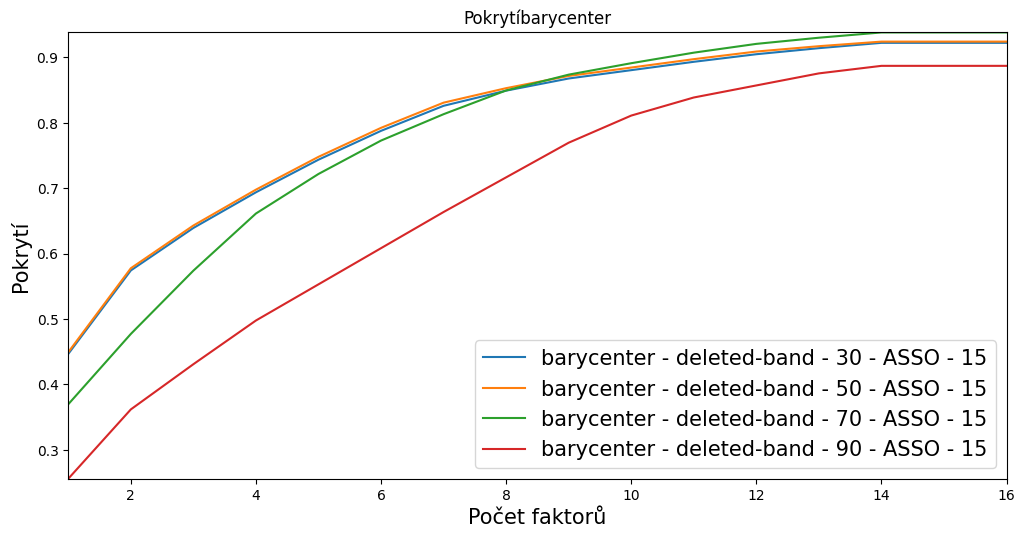 Pokrytíbarycenter
0.9
0.8
0.7
0.6
0.5
0.4
0.3
Pokrytí
barycenter - deleted-band - 30 - ASSO - 15
barycenter - deleted-band - 50 - ASSO - 15
barycenter - deleted-band - 70 - ASSO - 15
barycenter - deleted-band - 90 - ASSO - 15
2 4 6 8 10 12 14 16
Počet faktorů